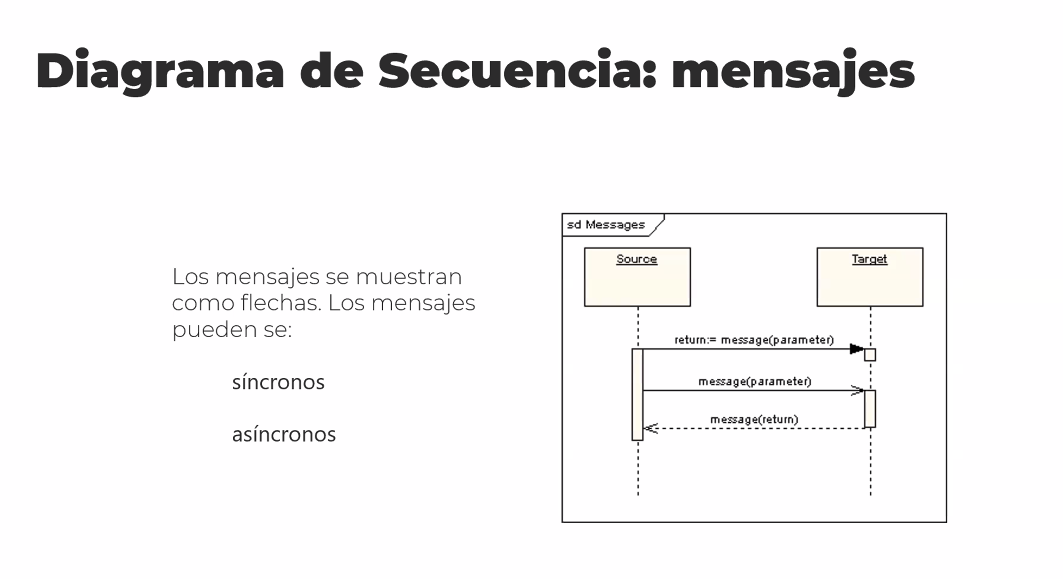 Diagrama de Secuencia: mensajes
Los mensajes se muestran
como flechas. Los mensajes
pueden se:
síncronos
asíncronos
sd Messages
Source
Target
return:= message(parameter)
message(parameter)
message(return)